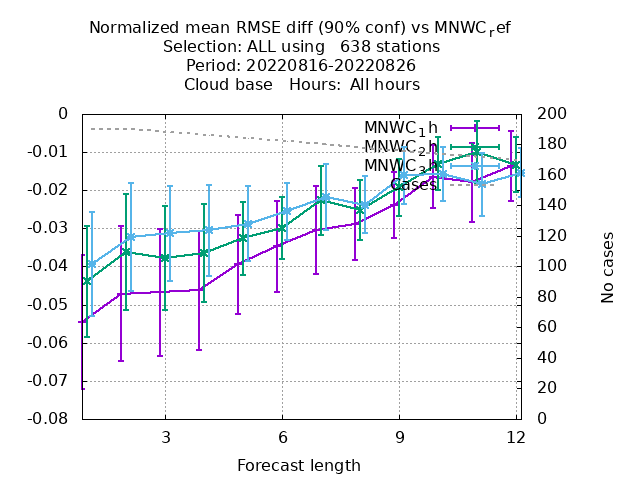 Normalized mean RMSE diff (90% conf) vs MNWCref
Selection: ALL using   638 stations
Period: 20220816-20220826
Cloud base   Hours:  All hours
0
-0.01
-0.02
-0.03
-0.04
-0.05
-0.06
-0.07
-0.08
MNWC1h
MNWC2h
MNWC3h
Cases
200
180
160
140
120
100
80
60
40
20
0
No cases
3 6 9 12
Forecast length